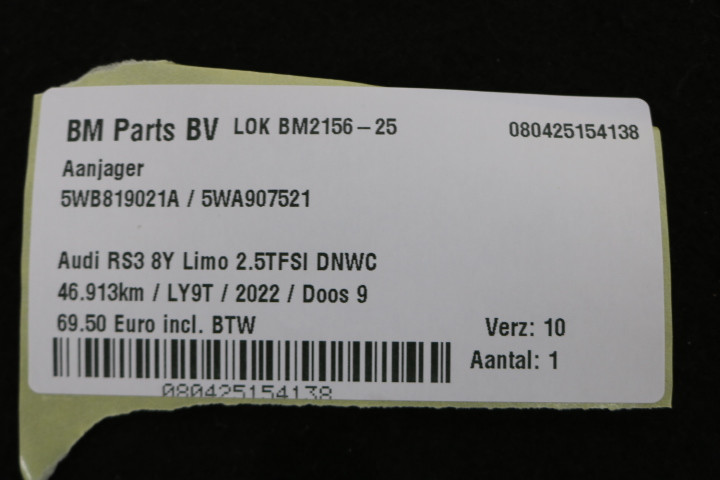 BM Parts BV LOK BM2156-25 080425154138
Aanjager
5WB819021A / 5WA907521
Audi RS3 8Y Limo 2.5TFSI DNWC
46.913km / LY9T / 2022 / Doos 9
69.50 Euro incl. BTW Verz: 10
Aantal: 1
080425154138